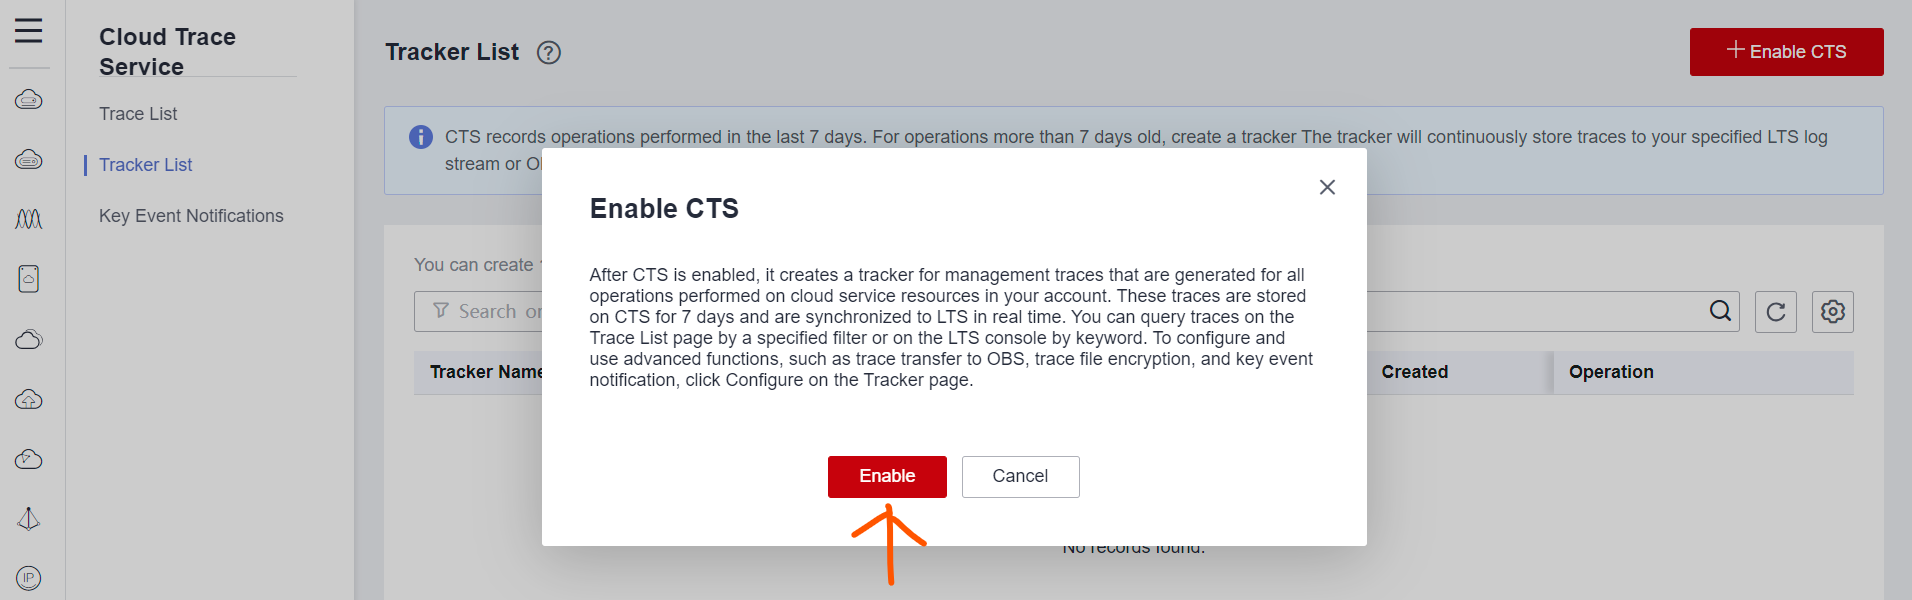 Cloud Trace
Service
Trace List
Tracker List
Key Event Notifications
Tracker List ?
Enable CTS
CTS records operations performed in the last 7 days. For operations more than 7 days old, create a tracker The tracker will continuously store traces to your specified LTS log
stream or
You can create
Search
Tracker Name
Created
Operation
No records found.
Enable CTS
After CTS is enabled, it creates a tracker for management traces that are generated for all
operations performed on cloud service resources in your account. These traces are stored
on CTS for 7 days and are synchronized to LTS in real time. You can query traces on the
Trace List page by a specified filter or on the LTS console by keyword. To configure and
use advanced functions, such as trace transfer to OBS, trace file encryption, and key event
notification, click Configure on the Tracker page.
Enable
Cancel
IP